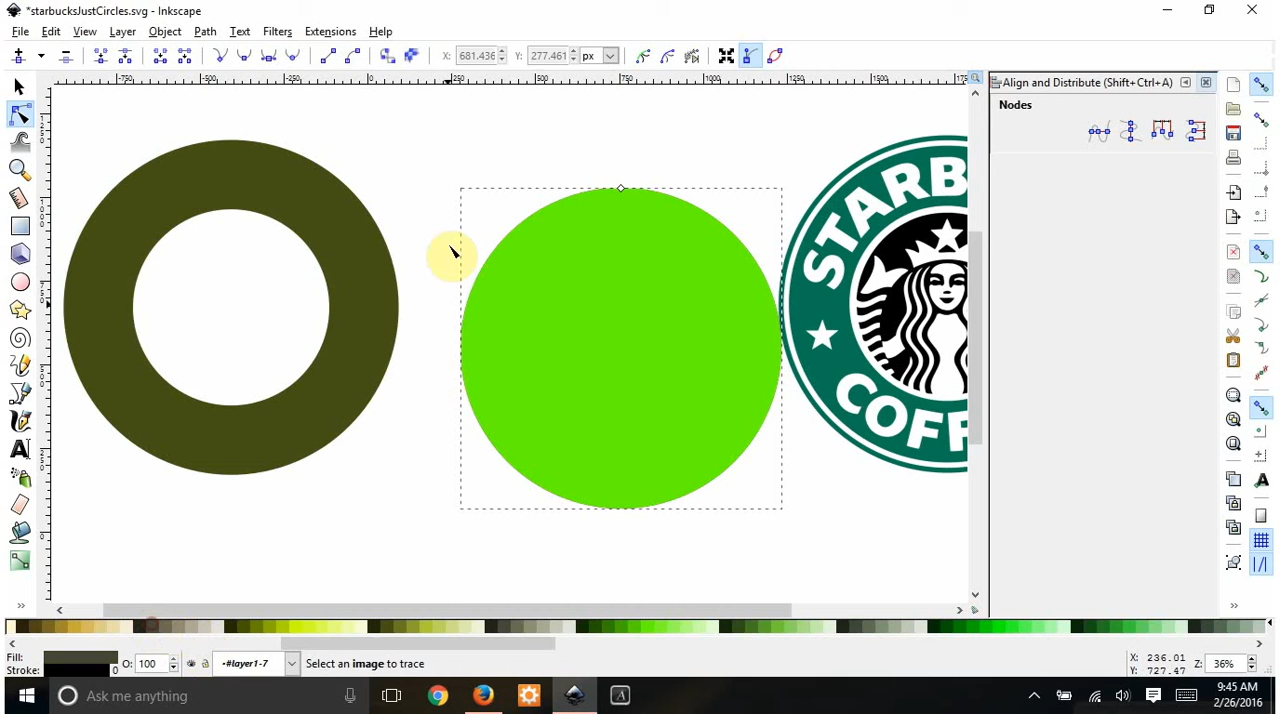 *starbucksJustCircles.svg - Inkscape
File Edit View Layer Object Path Text Filters Extensions Help
X: 681.436 Y: 277.461 px
Align and Distribute (Shift+Ctrl+A)
Nodes
STARB
COFF
Fill:
Stroke: 0
O: 100
•#layer1-7
Select an image to trace
X: 236.01
Y: 727.47
Z: 36%
Ask me anything
9:45 AM
2/26/2016